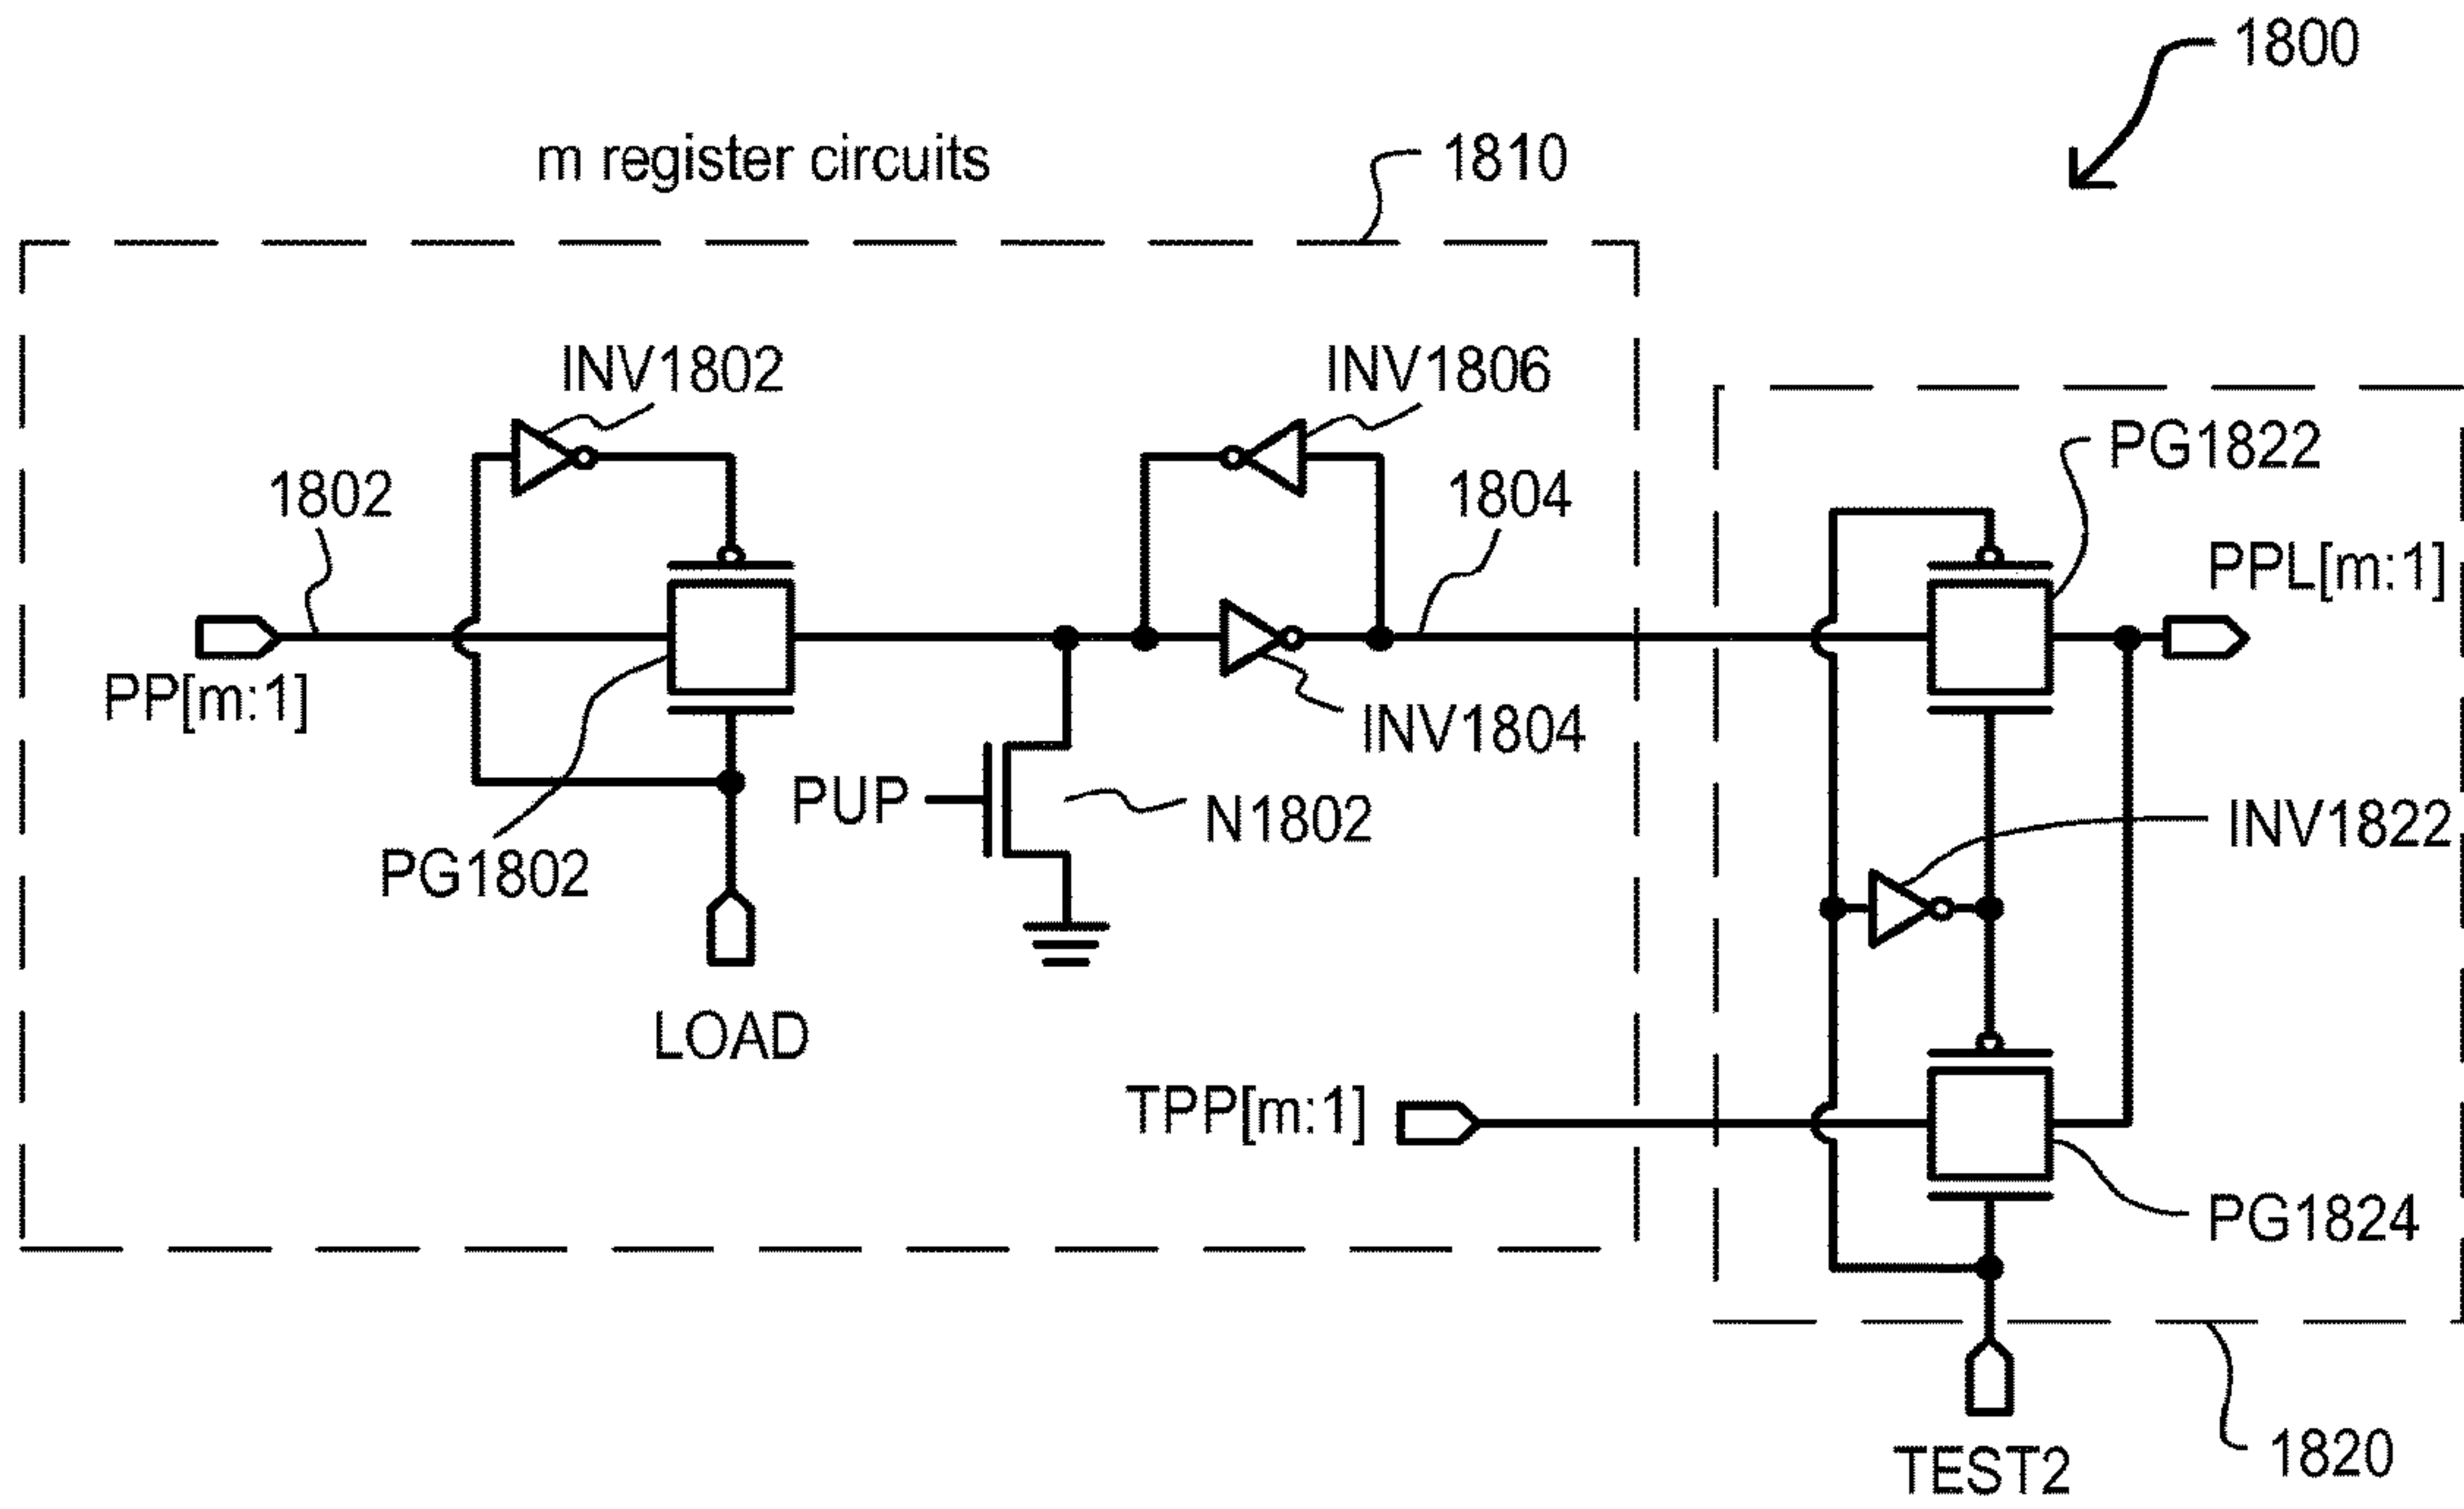 1800
m register circuits
1810
INV1802
INV1806
PG1822
1802
1804
PPL[m:1]
PP[m:1]
INV1804
PUP
N1802
INV1822
PG1802
LOAD
TPP[m:1]
PG1824
TEST2
1820